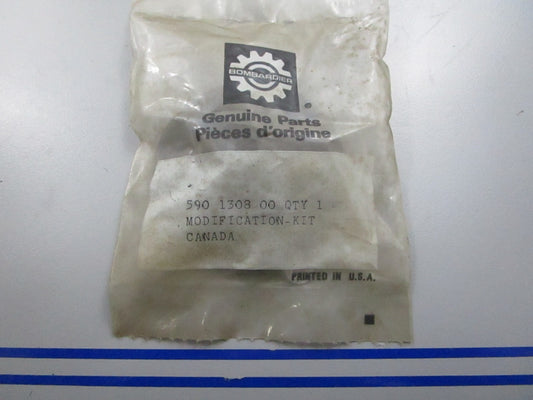 BOMBARDIER
®
Genuine Parts
Pièces d'origine
590 1308 00 QTY 1
MODIFICATION-KIT
CANADA
PRINTED IN U.S.A.